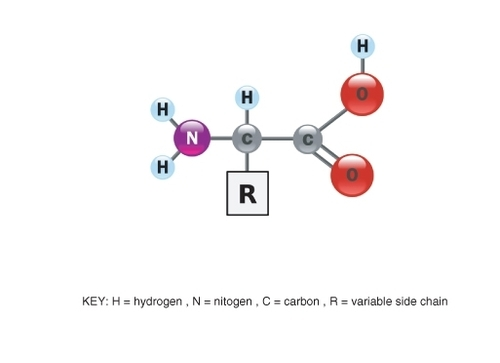 H
H
H
O
N
C
C
H
O
R
KEY: H = hydrogen , N = nitogen , C = carbon , R = variable side chain